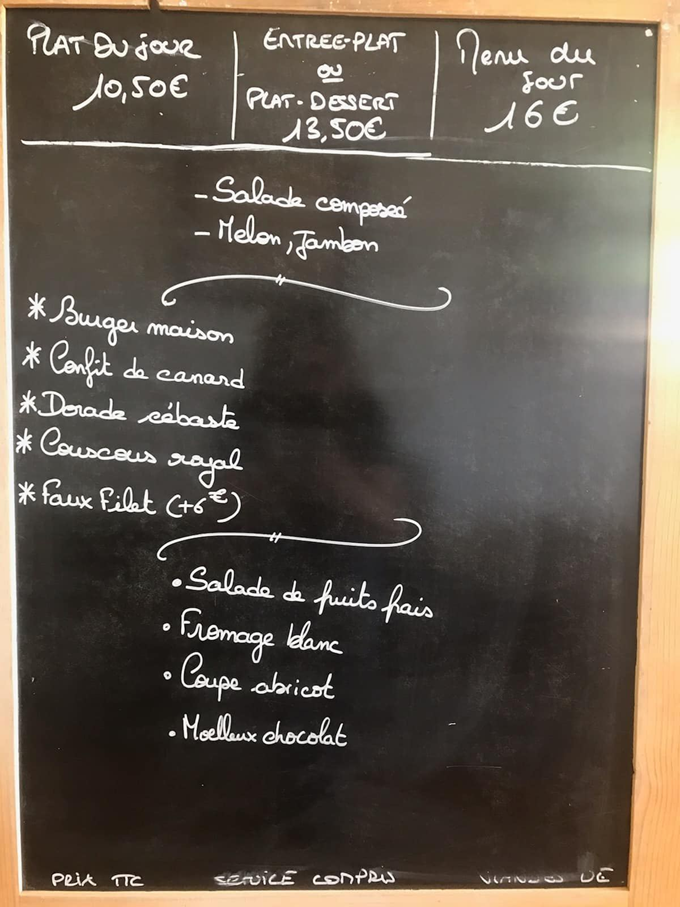 PLAT DU JOUR
10,50€
ENTREE-PLAT
OU
PLAT-DESSERT
13,50€
Menu du
Jour
16€
- Salade composeé
- Melon, Jambon
* Burger maison
* Confit de canard
* Dorade sébaste
* Couscous royal
* Faux Filet (+6€)
• Salade de fruits frais
• Fromage blanc
• Coupe abricot
• Moelleux chocolat
PRIX TTC SERVICE COMPRIS VIANDES DE